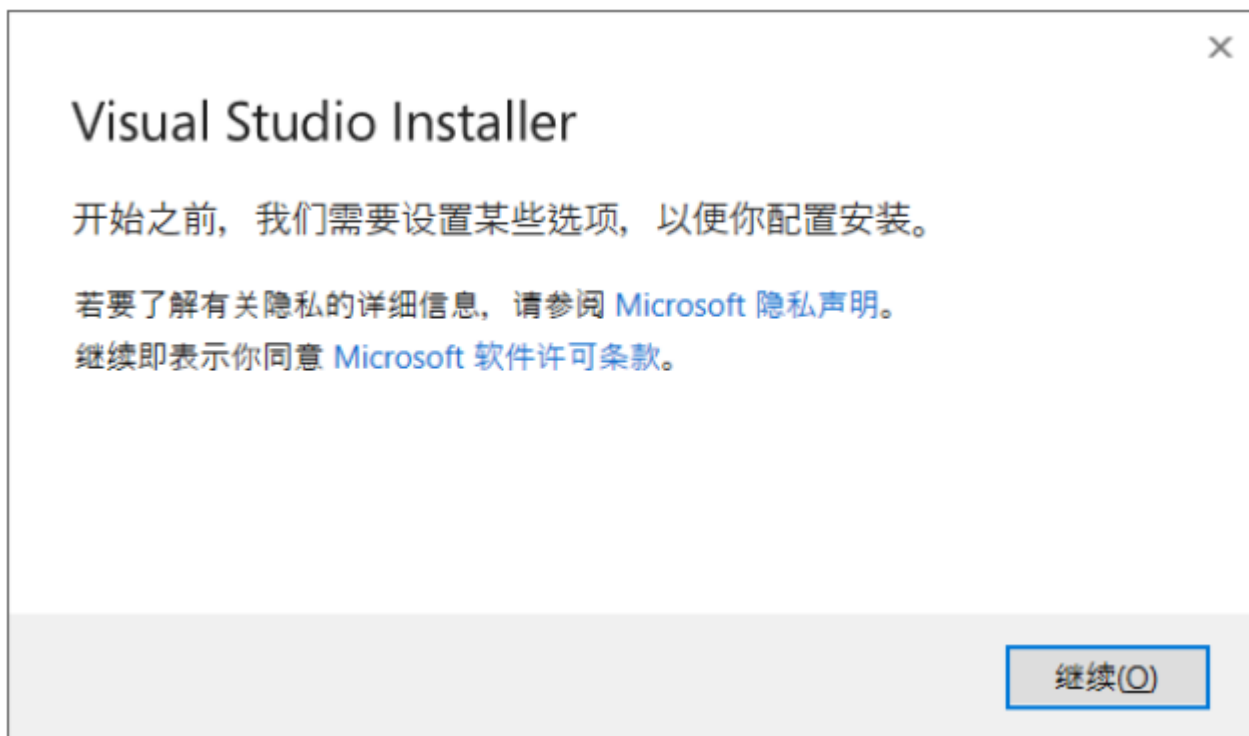 Visual Studio Installer
开始之前，我们需要设置某些选项，以便你配置安装。
若要了解有关隐私的详细信息，请参阅 Microsoft 隐私声明。
继续即表示你同意 Microsoft 软件许可条款。
继续(O)